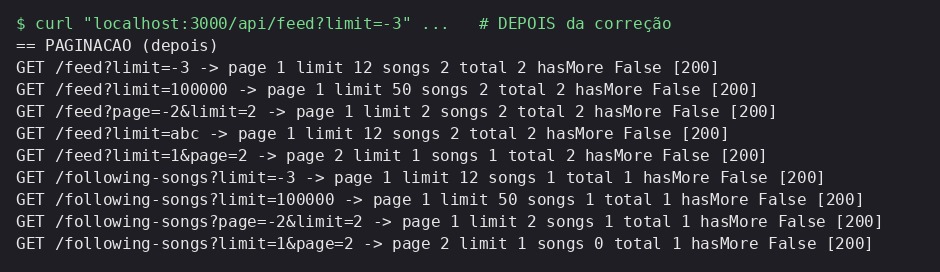 $ curl "localhost:3000/api/feed?limit=-3" ...   # DEPOIS da correção
== PAGINACAO (depois)
GET /feed?limit=-3 -> page 1 limit 12 songs 2 total 2 hasMore False [200]
GET /feed?limit=100000 -> page 1 limit 50 songs 2 total 2 hasMore False [200]
GET /feed?page=-2&limit=2 -> page 1 limit 2 songs 2 total 2 hasMore False [200]
GET /feed?limit=abc -> page 1 limit 12 songs 2 total 2 hasMore False [200]
GET /feed?limit=1&page=2 -> page 2 limit 1 songs 1 total 2 hasMore False [200]
GET /following-songs?limit=-3 -> page 1 limit 12 songs 1 total 1 hasMore False [200]
GET /following-songs?limit=100000 -> page 1 limit 50 songs 1 total 1 hasMore False [200]
GET /following-songs?page=-2&limit=2 -> page 1 limit 2 songs 1 total 1 hasMore False [200]
GET /following-songs?limit=1&page=2 -> page 2 limit 1 songs 0 total 1 hasMore False [200]